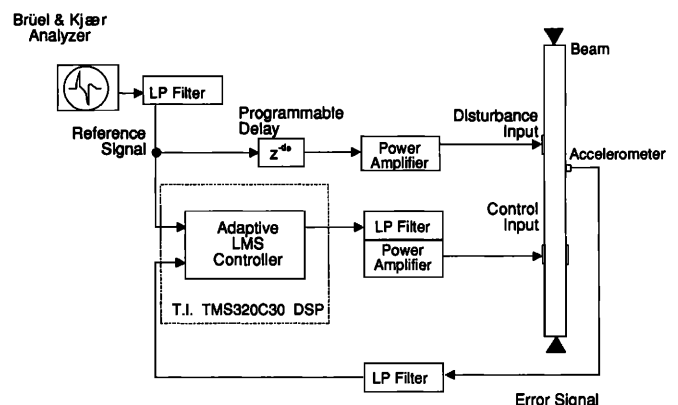 Brüel & Kjær
Analyzer
LP Filter
Reference
Signal
Programmable
Delay
z-do
Power
Amplifier
Disturbance
Input
Beam
Accelerometer
Adaptive
LMS
Controller
T.I. TMS320C30 DSP
LP Filter
Power
Amplifier
Control
Input
LP Filter
Error Signal